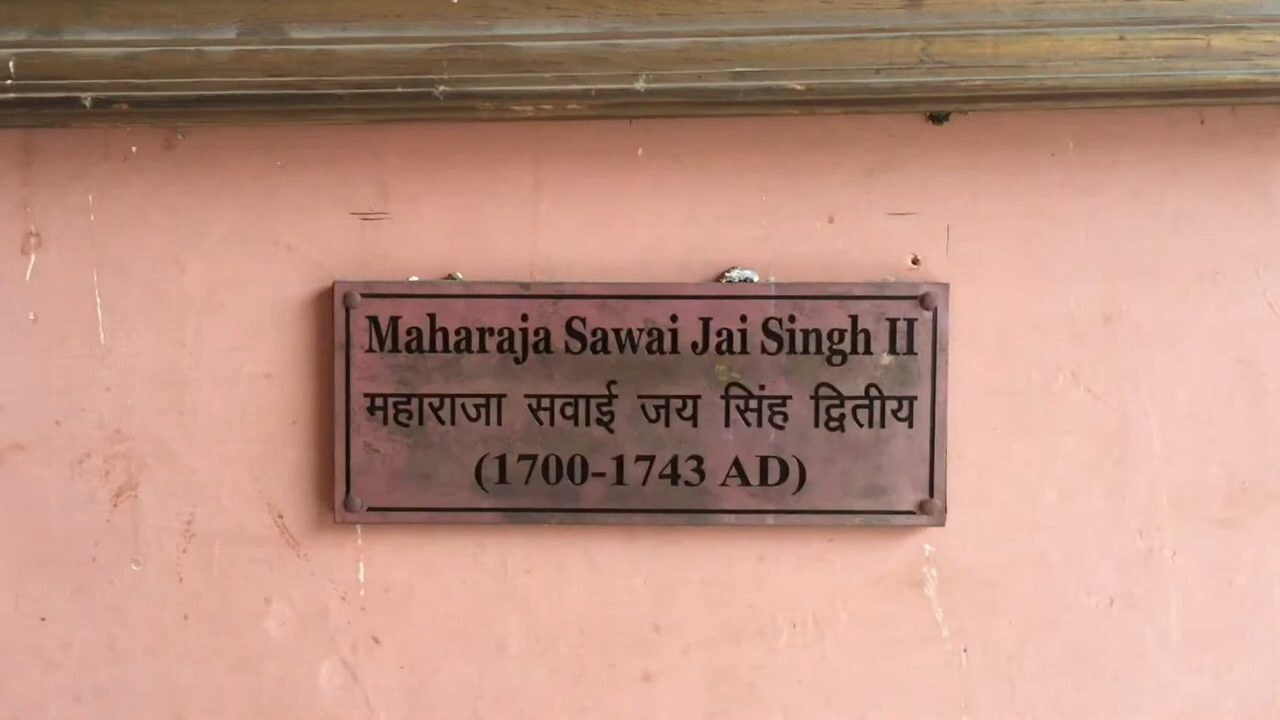 Maharaja Sawai Jai Singh II
महाराजा सवाई जय सिंह द्वितीय
(1700-1743 AD)